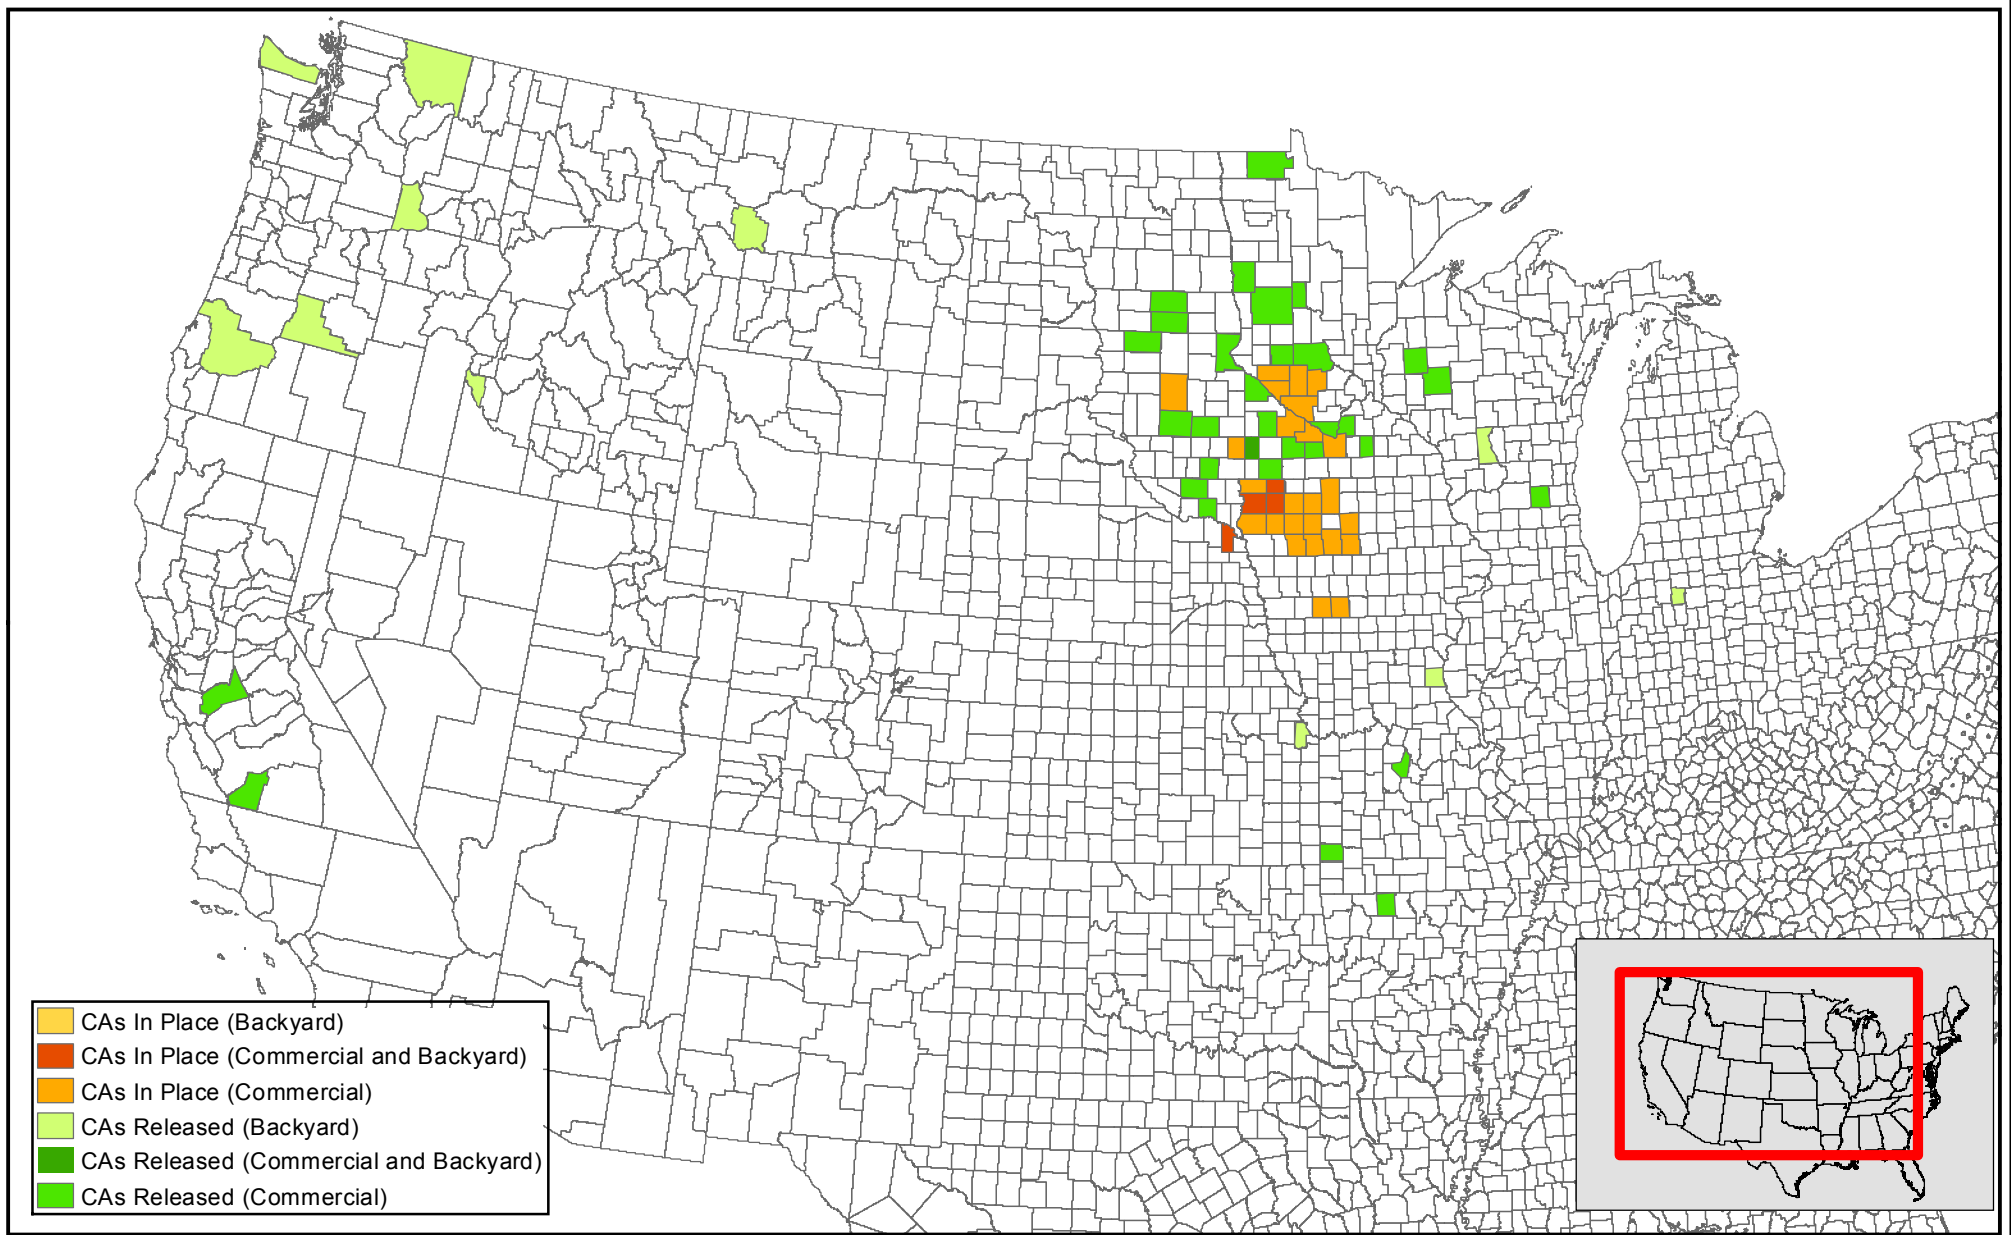 CAs In Place (Backyard)
CAs In Place (Commercial and Backyard)
CAs In Place (Commercial)
CAs Released (Backyard)
CAs Released (Commercial and Backyard)
CAs Released (Commercial)